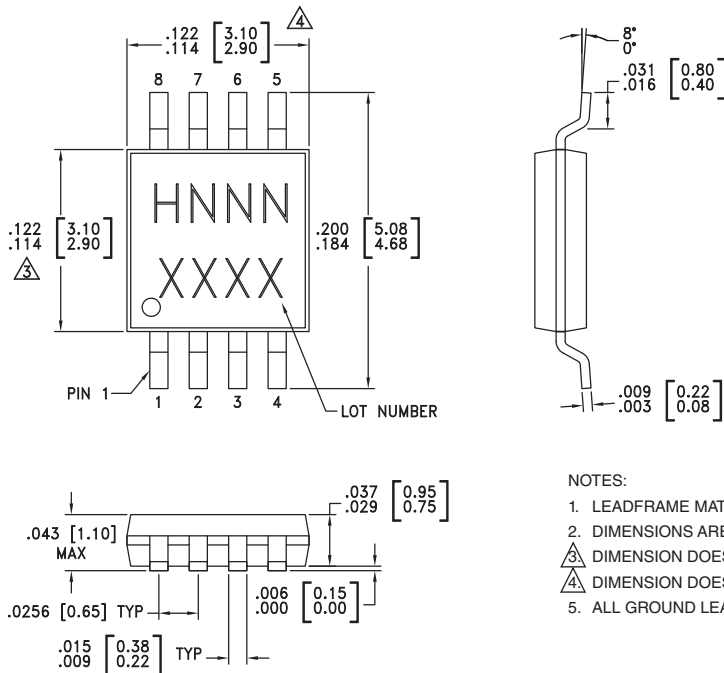 .122 [3.10]
.114 [2.90]
4
8 7 6 5
HNNN
XXXX
.122 [3.10]
.114 [2.90]
3
.200 [5.08]
.184 [4.68]
PIN 1
1 2 3 4
LOT NUMBER
8°
0°
.031 [0.80]
.016 [0.40]
.009 [0.22]
.003 [0.08]
.043 [1.10]
MAX
.037 [0.95]
.029 [0.75]
.0256 [0.65] TYP
.006 [0.15]
.000 [0.00]
.015 [0.38]
.009 [0.22]
TYP
NOTES:
1. LEADFRAME MAT
2. DIMENSIONS ARE
3. DIMENSION DOES
4. DIMENSION DOES
5. ALL GROUND LEA